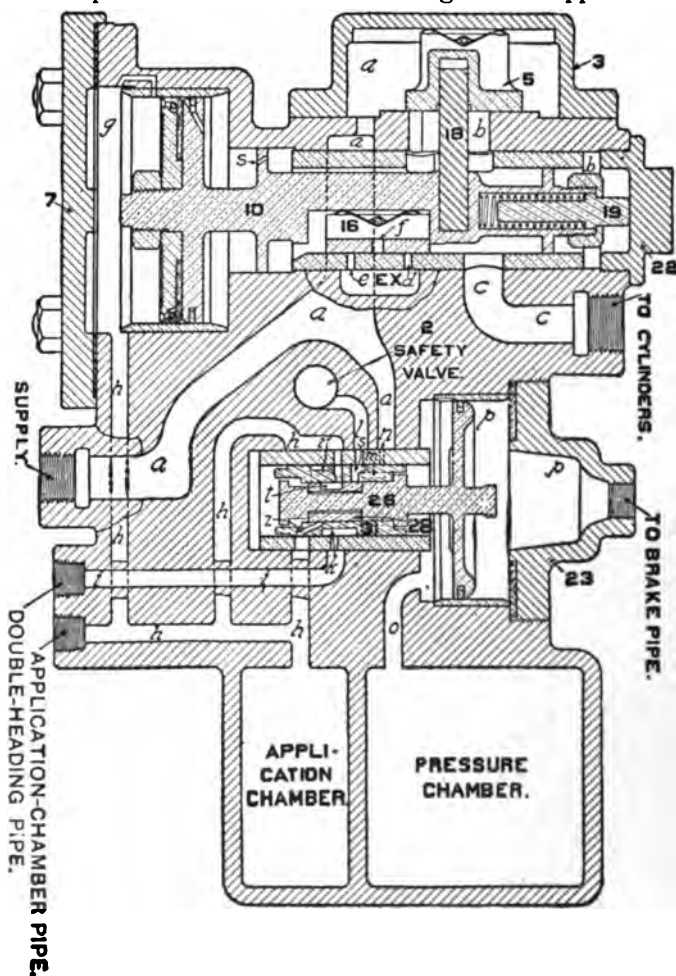 a
5
3
g
a
18
b
b
s
7
10
16
f
19
e
EX
d
22
c
c
a
2
SAFETY
VALVE.
TO CYLINDERS.
h
a
SUPPLY.
a
h
l
s
n
p
p
26
31
28
23
h
h
TO BRAKE PIPE.
h
h
o
APPLICATION-CHAMBER PIPE.
DOUBLE-HEADING PIPE.
APPLI-
CATION
CHAMBER
PRESSURE
CHAMBER.